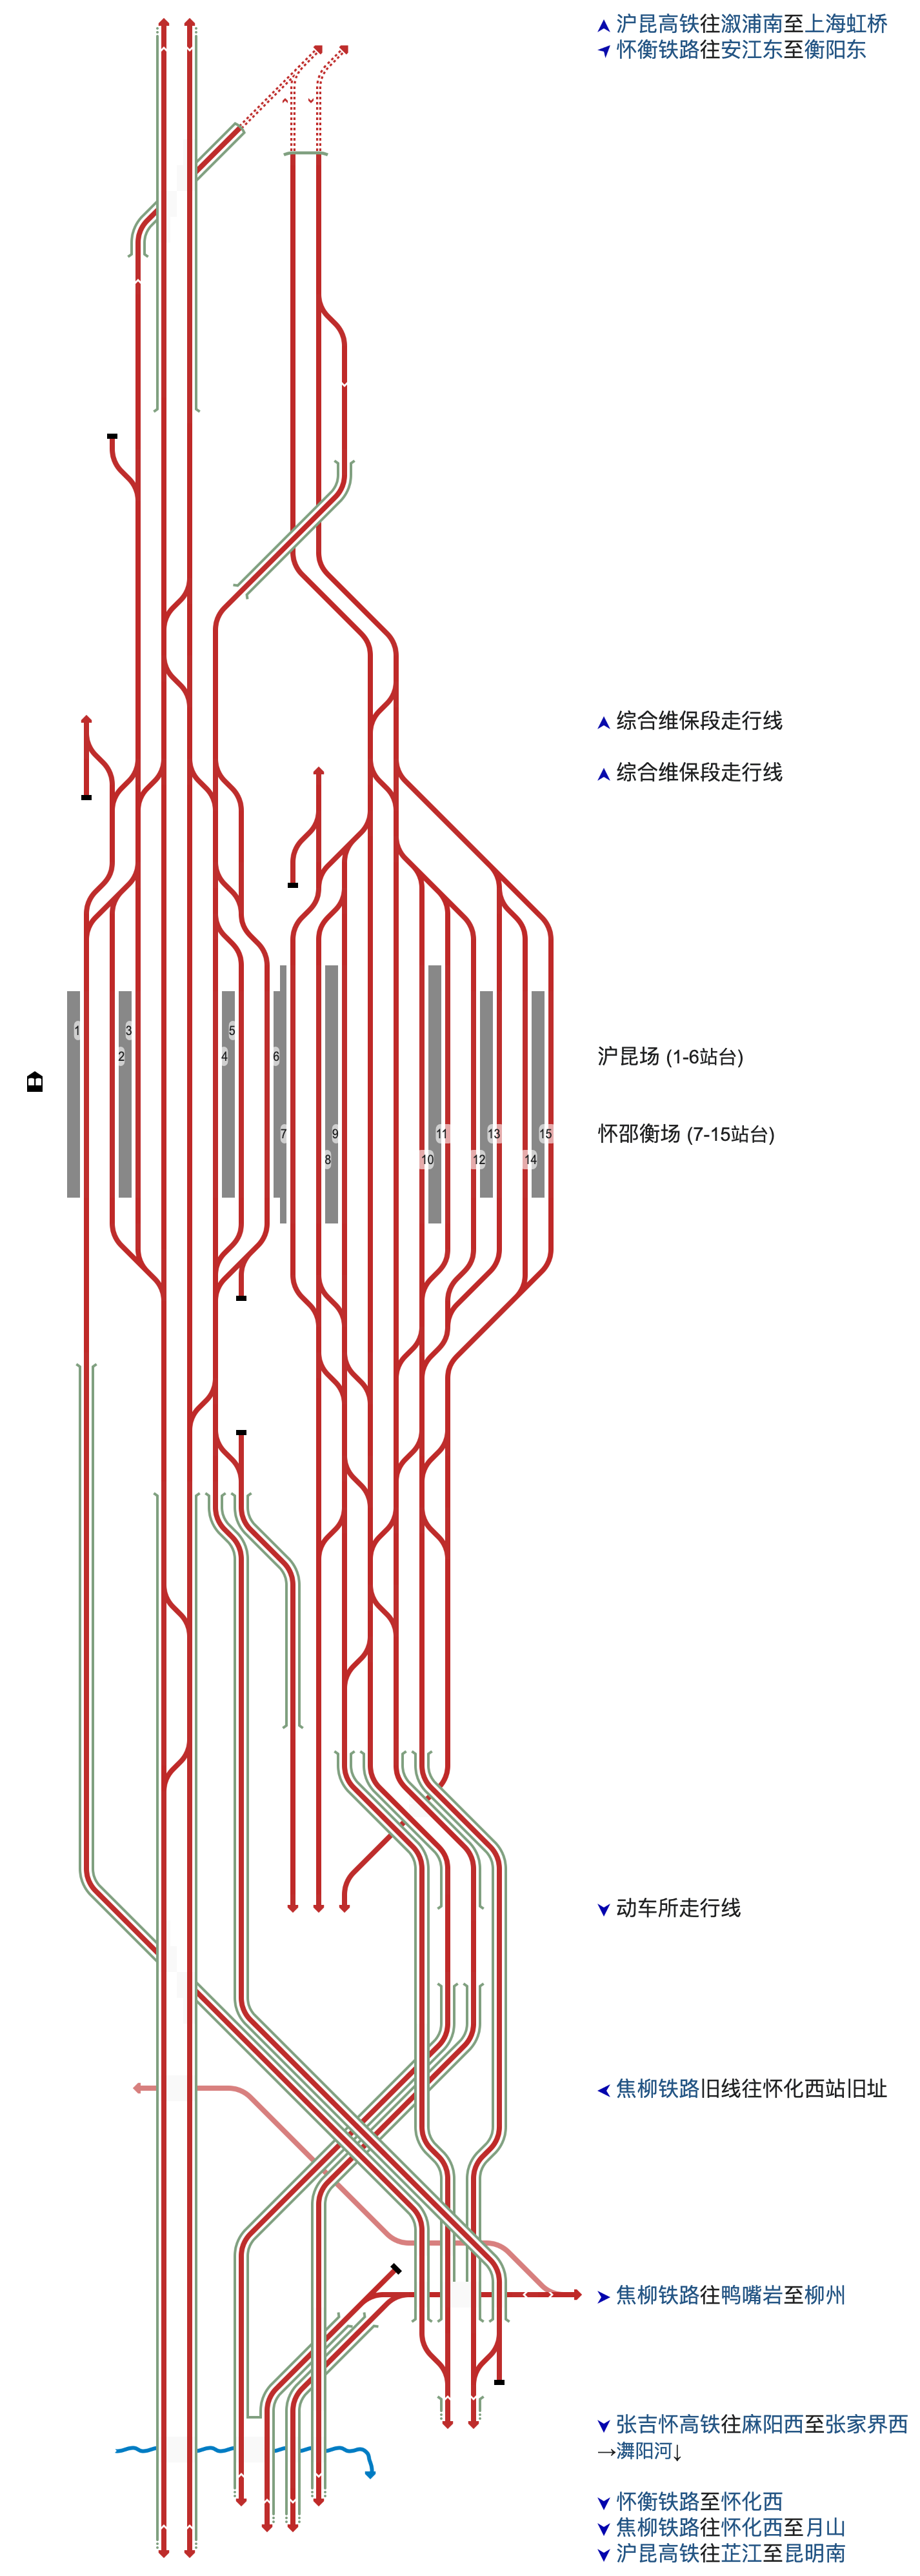 沪昆高铁往溆浦南至上海虹桥
怀衡铁路往安江东至衡阳东
综合维保段走行线
综合维保段走行线
1
3
5
2
4
6
沪昆场 (1-6站台)
7
9
11
13
15
怀邵衡场 (7-15站台)
8
10
12
14
动车所走行线
焦柳铁路旧线往怀化西站旧址
焦柳铁路往鸭嘴岩至柳州
张吉怀高铁往麻阳西至张家界西
→㵲阳河↓
怀衡铁路至怀化西
焦柳铁路往怀化西至月山
沪昆高铁往芷江至昆明南